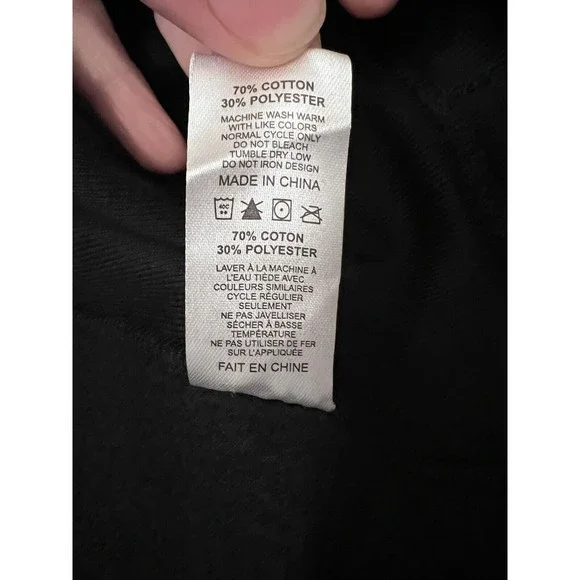 70% COTTON
30% POLYESTER
MACHINE WASH WARM
WITH LIKE COLORS
NORMAL CYCLE ONLY
DO NOT BLEACH
TUMBLE DRY LOW
DO NOT IRON DESIGN
MADE IN CHINA
40C
70% COTON
30% POLYESTER
LAVER À LA MACHINE À
L'EAU TIÈDE AVEC
COULEURS SIMILAIRES
CYCLE RÉGULIER
SEULEMENT
NE PAS JAVELLISER
SÉCHER À BASSE
TEMPÉRATURE
NE PAS UTILISER DE FER
SUR L'APPLIQUÉE
FAIT EN CHINE